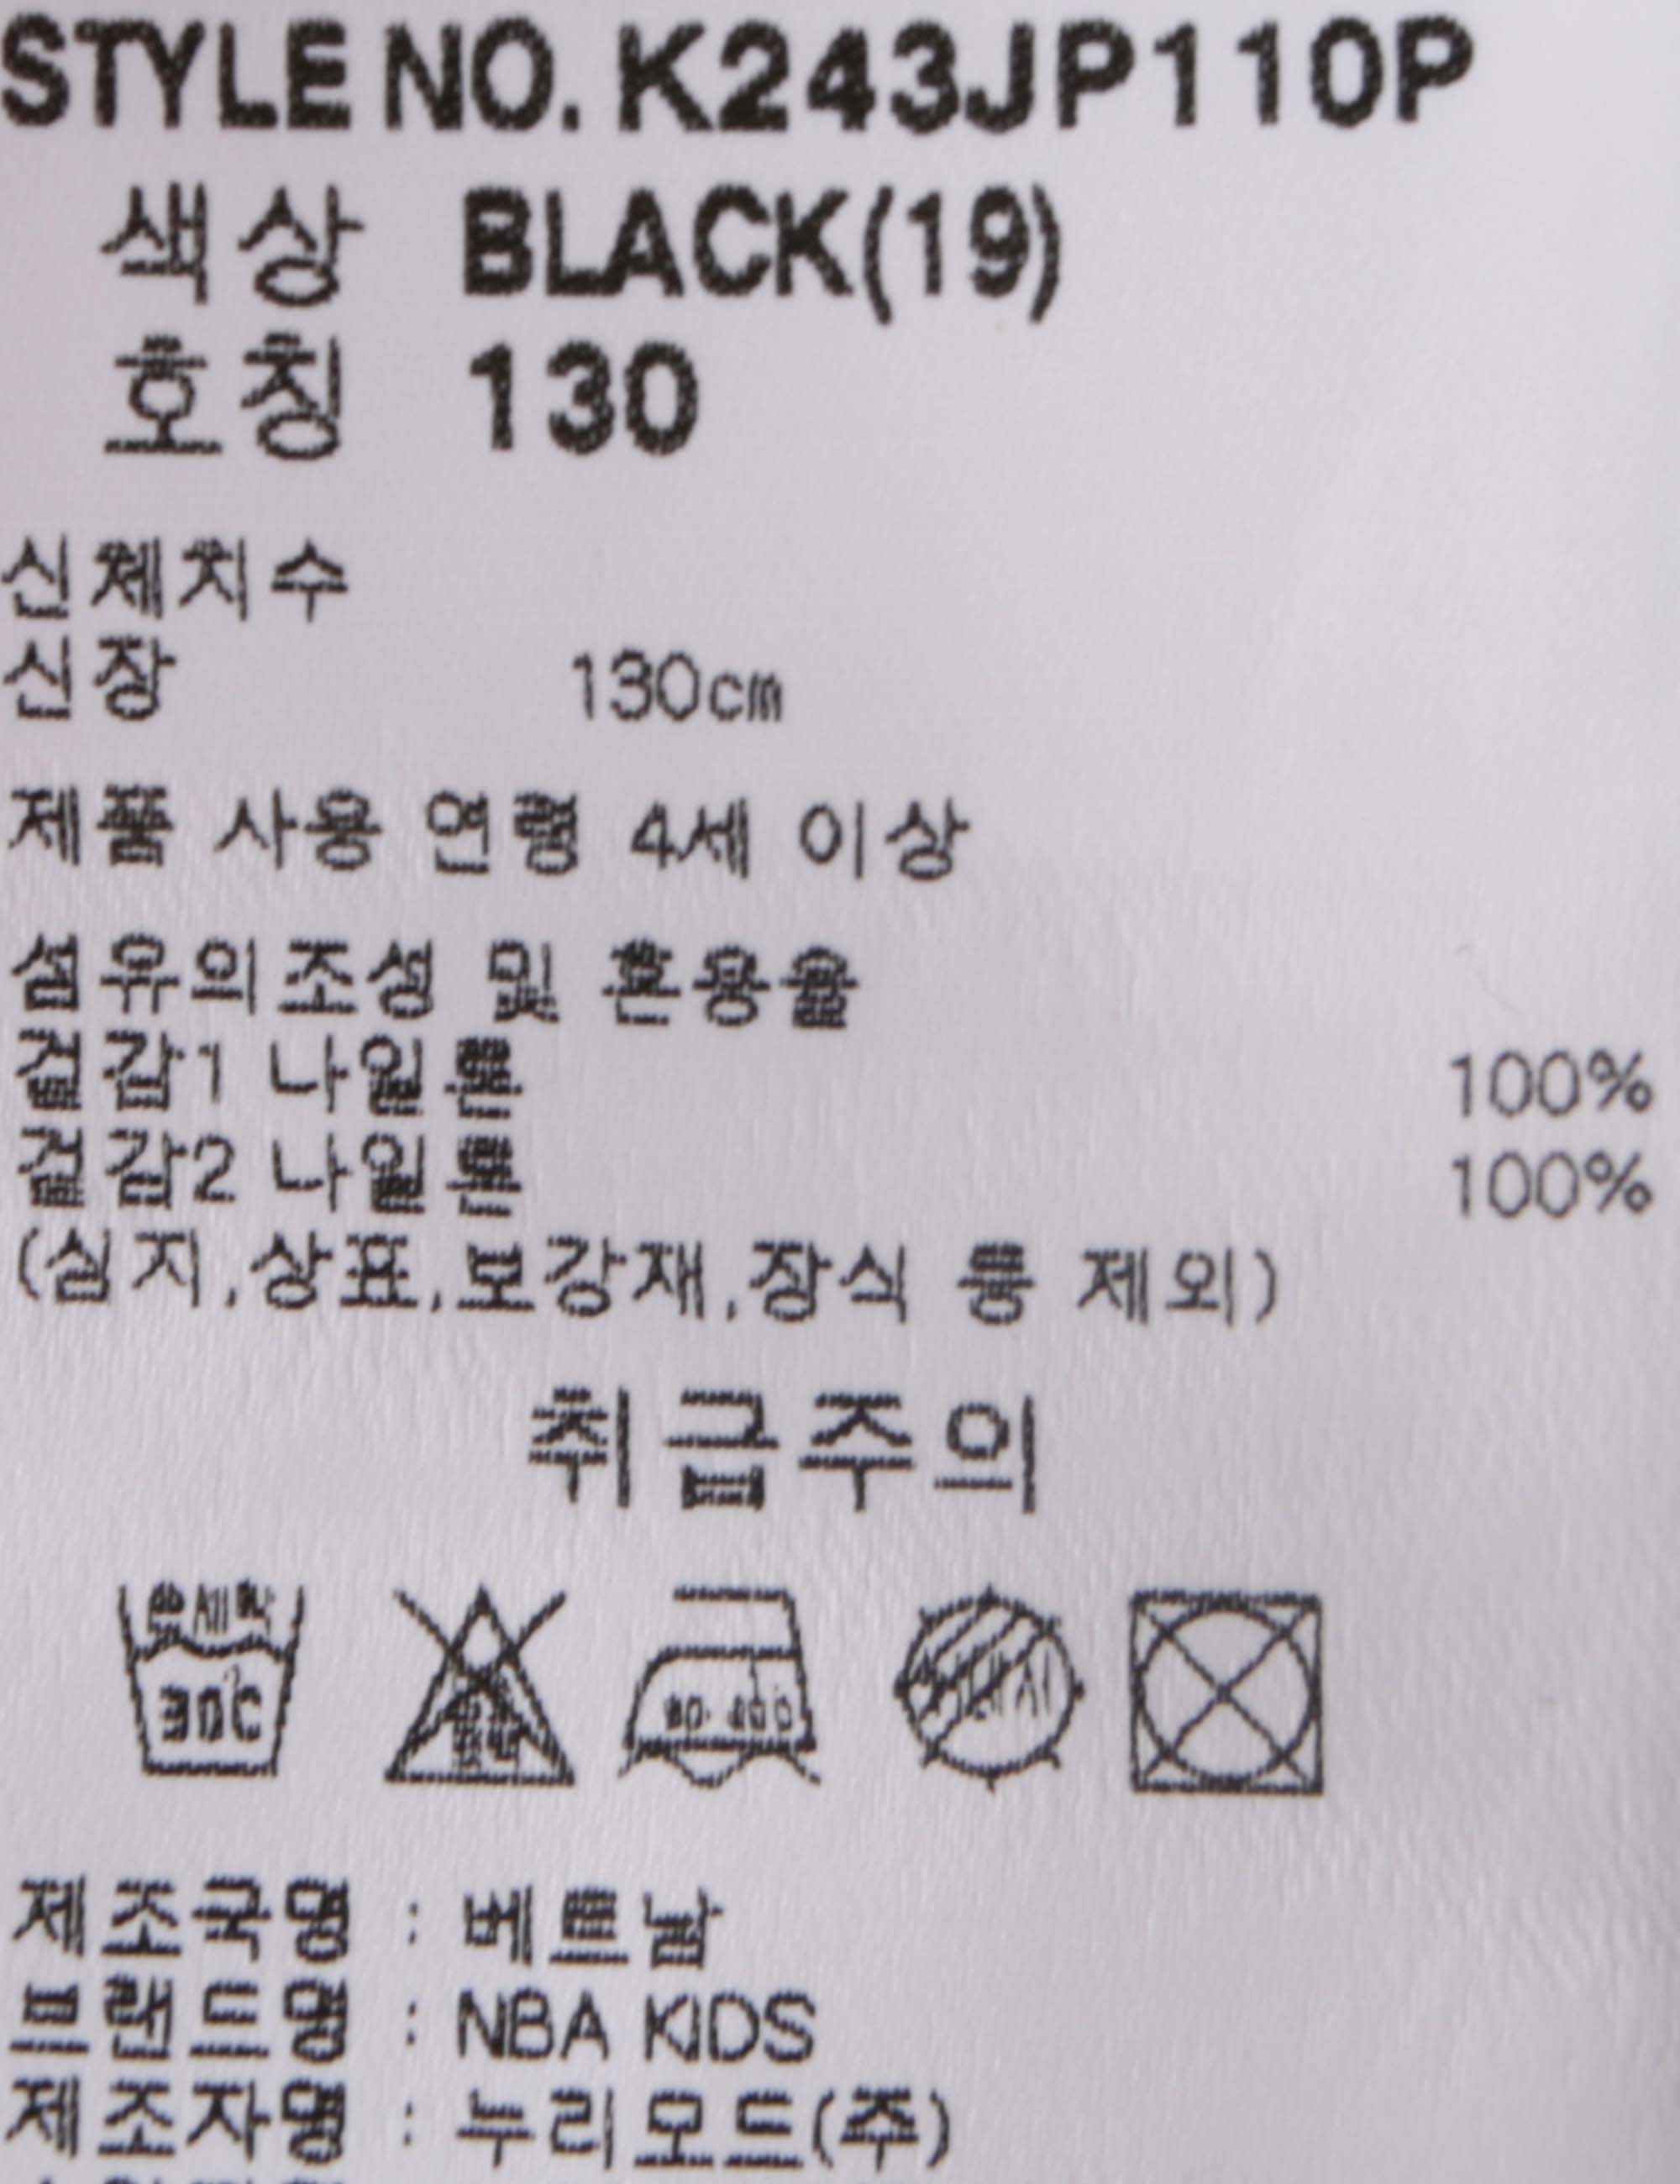 STYLE NO. K243JP110P
색상 BLACK(19)
호칭 130
신체치수
신장 130cm
제품 사용 연령 4세 이상
섬유의조성 및 혼용율
겉감1 나일론 100%
겉감2 나일론 100%
(심지,상표,보강재,장식 등 제외)
취급주의
손세탁
30℃
제조국명 : 베트남
브랜드명 : NBA KIDS
제조자명 : 누리모드(주)